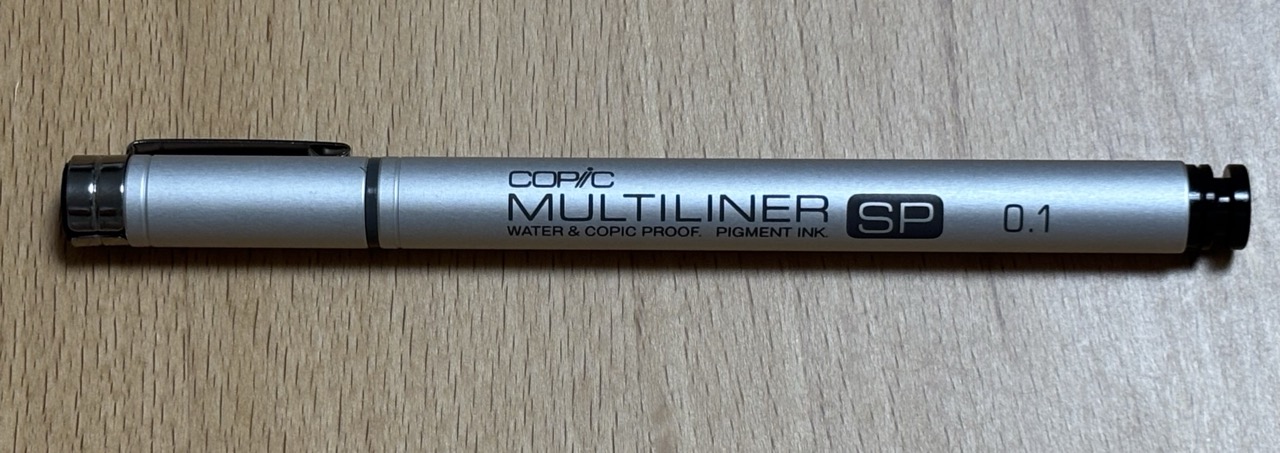 COPiC
MULTILINER SP 0.1
WATER & COPIC PROOF. PIGMENT INK.